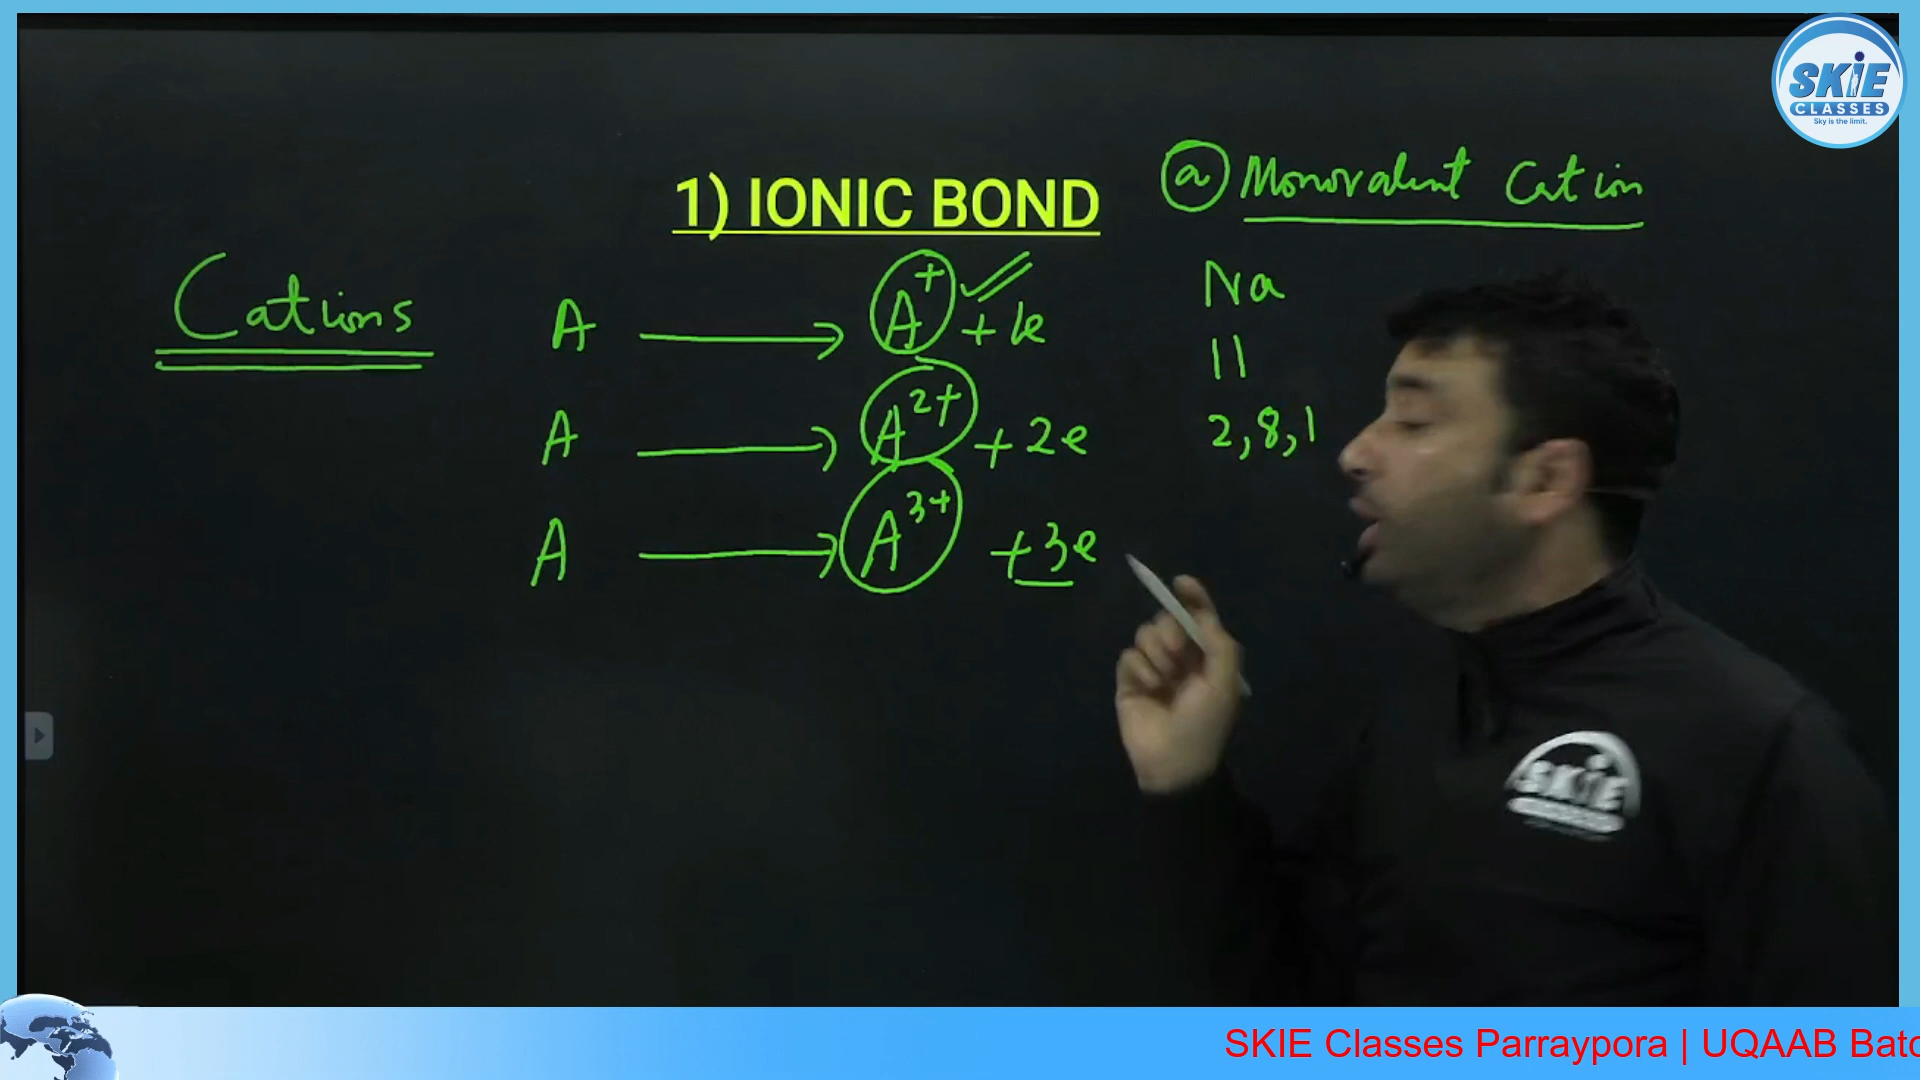 SKIE
CLASSES
Sky is the limit.
1) IONIC BOND
a Monovalent Cation
Cations
A → A⁺ + 1e
A → A²⁺ + 2e
A → A³⁺ + 3e
Na
11
2,8,1
SKIE
SKIE Classes Parraypora | UQAAB Batc